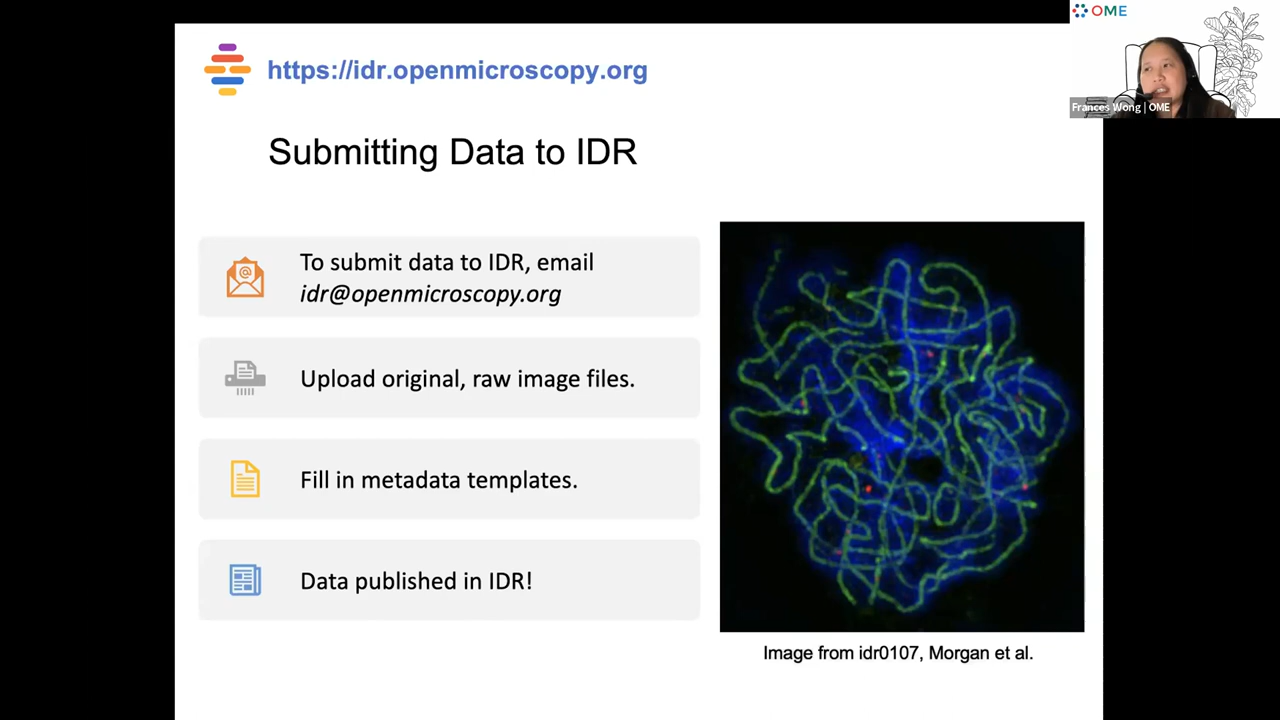 OME
Frances Wong | OME
https://idr.openmicroscopy.org
Submitting Data to IDR
To submit data to IDR, email
idr@openmicroscopy.org
Upload original, raw image files.
Fill in metadata templates.
Data published in IDR!
Image from idr0107, Morgan et al.